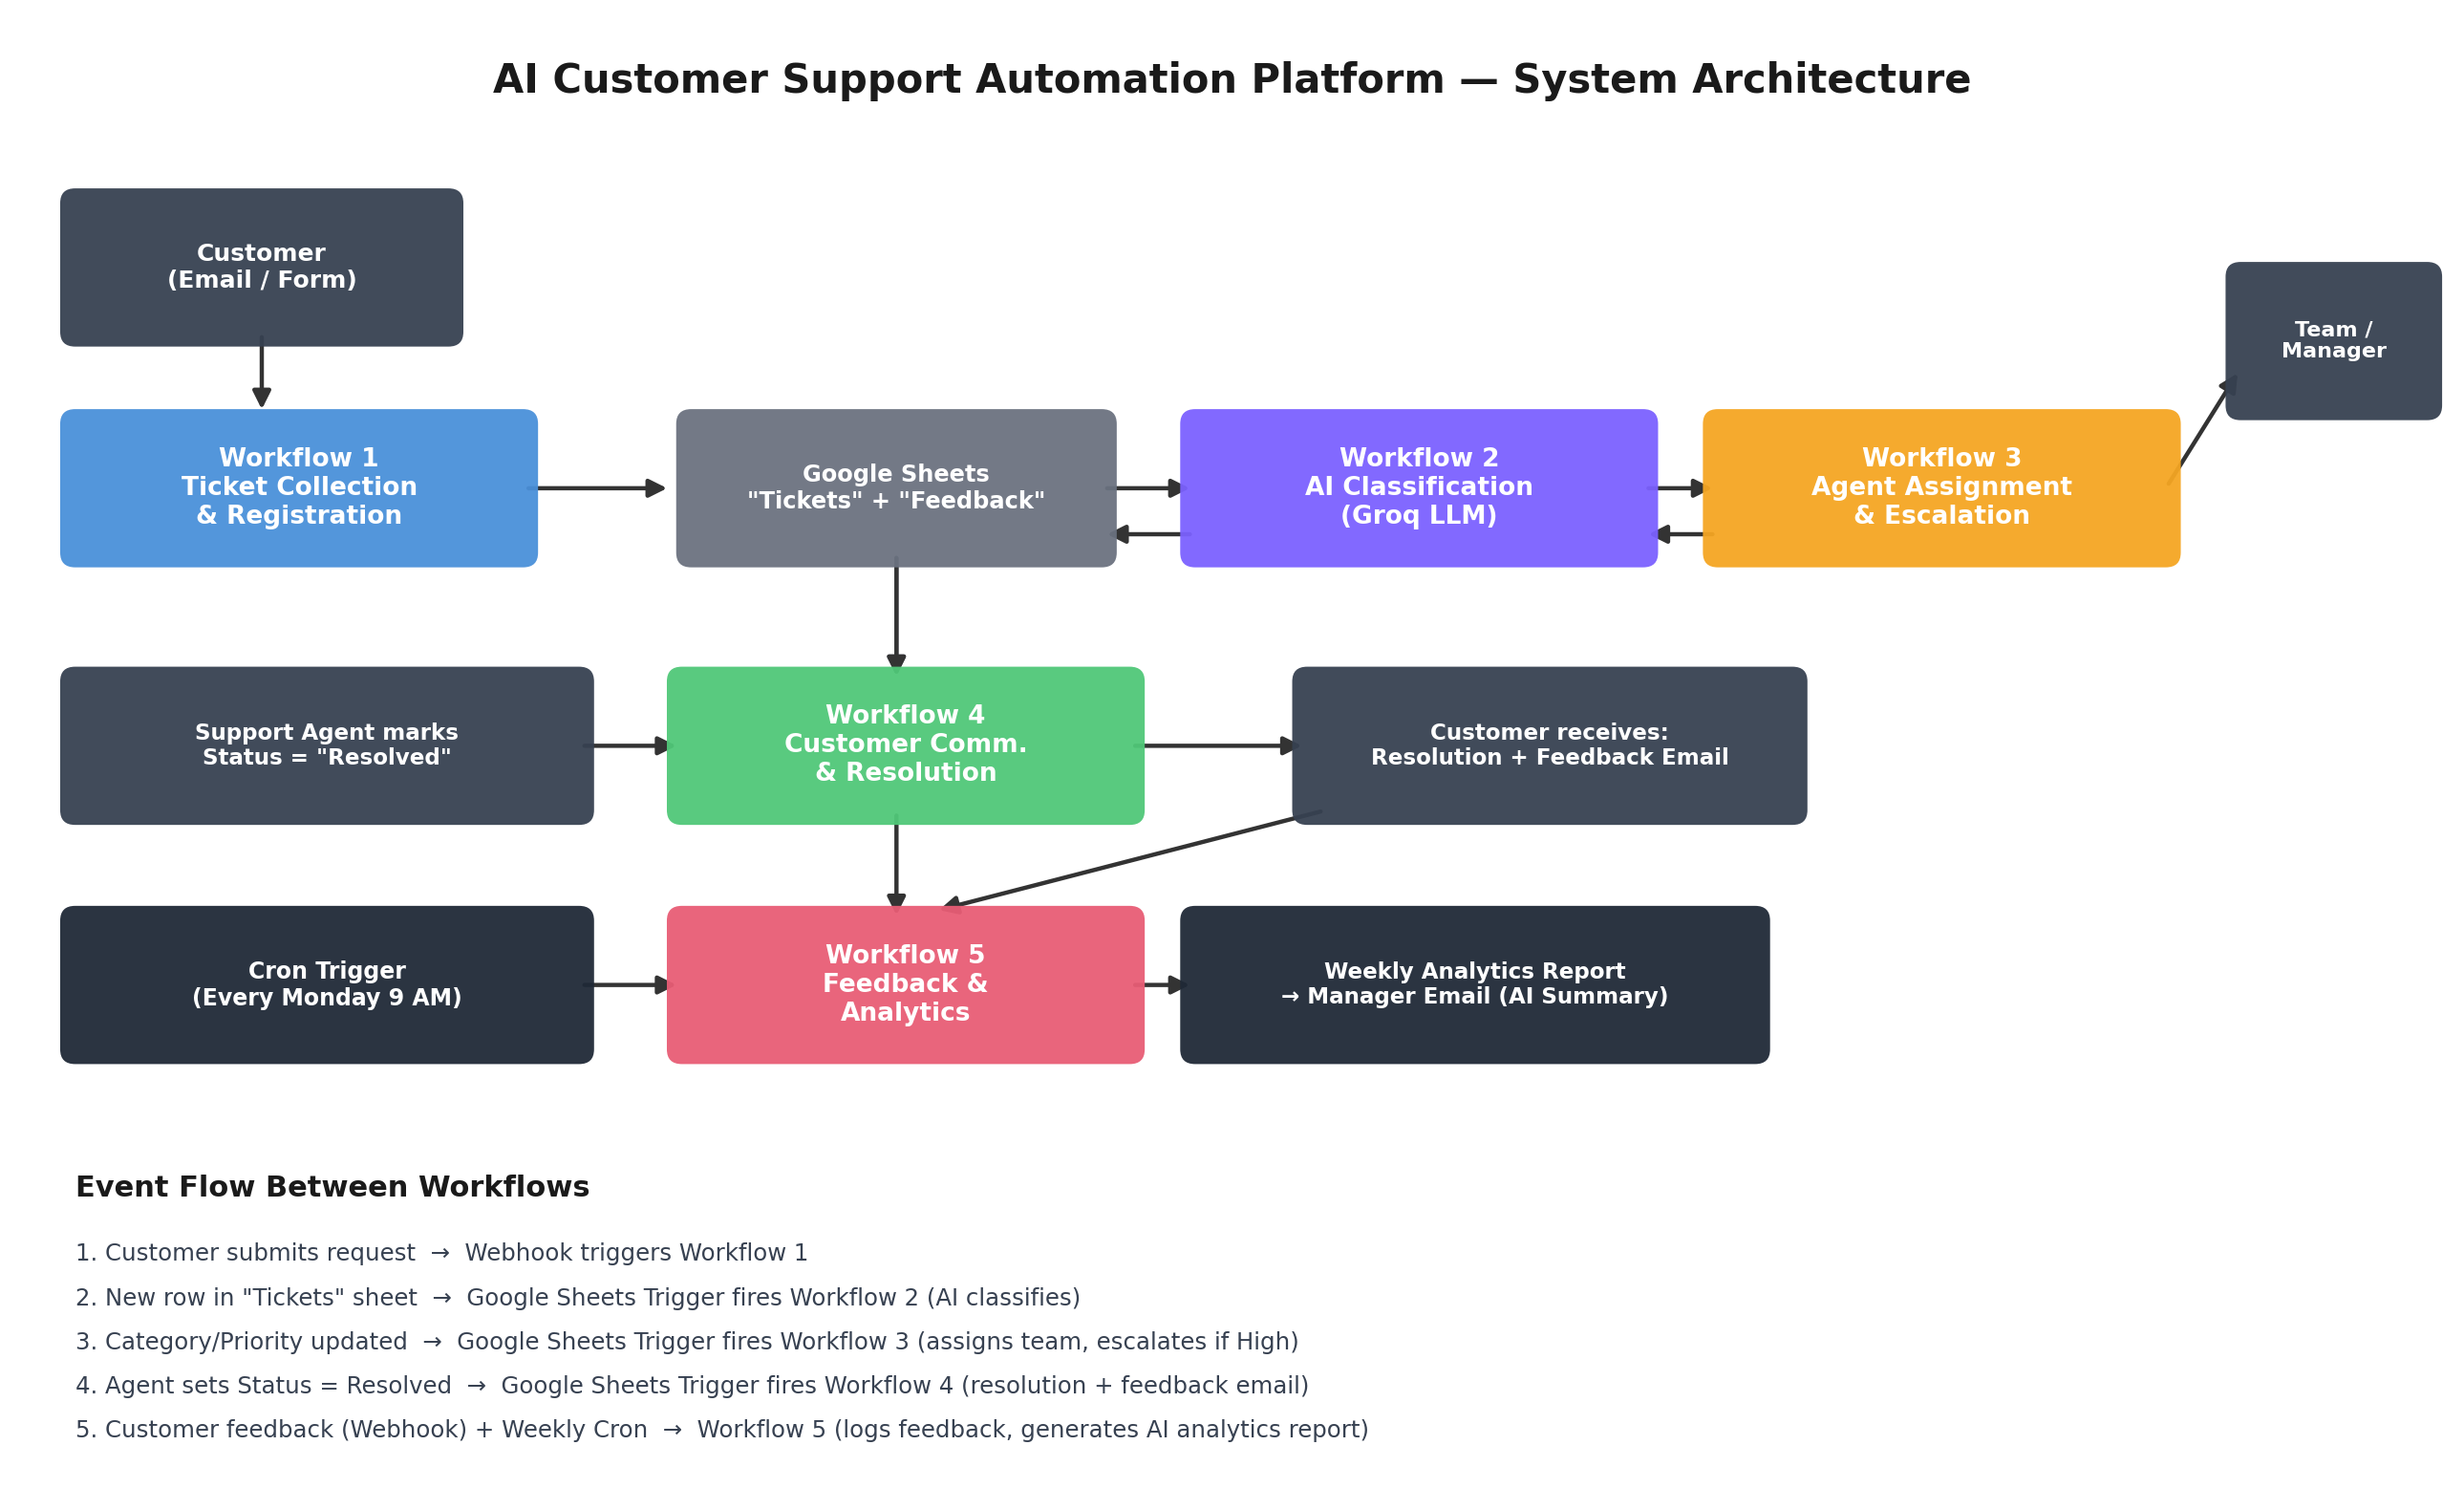 AI Customer Support Automation Platform — System Architecture
Customer
(Email / Form)
Team /
Manager
Workflow 1
Ticket Collection
& Registration
Google Sheets
"Tickets" + "Feedback"
Workflow 2
AI Classification
(Groq LLM)
Workflow 3
Agent Assignment
& Escalation
Support Agent marks
Status = "Resolved"
Workflow 4
Customer Comm.
& Resolution
Customer receives:
Resolution + Feedback Email
Cron Trigger
(Every Monday 9 AM)
Workflow 5
Feedback &
Analytics
Weekly Analytics Report
→ Manager Email (AI Summary)
Event Flow Between Workflows
1. Customer submits request → Webhook triggers Workflow 1
2. New row in "Tickets" sheet → Google Sheets Trigger fires Workflow 2 (AI classifies)
3. Category/Priority updated → Google Sheets Trigger fires Workflow 3 (assigns team, escalates if High)
4. Agent sets Status = Resolved → Google Sheets Trigger fires Workflow 4 (resolution + feedback email)
5. Customer feedback (Webhook) + Weekly Cron → Workflow 5 (logs feedback, generates AI analytics report)